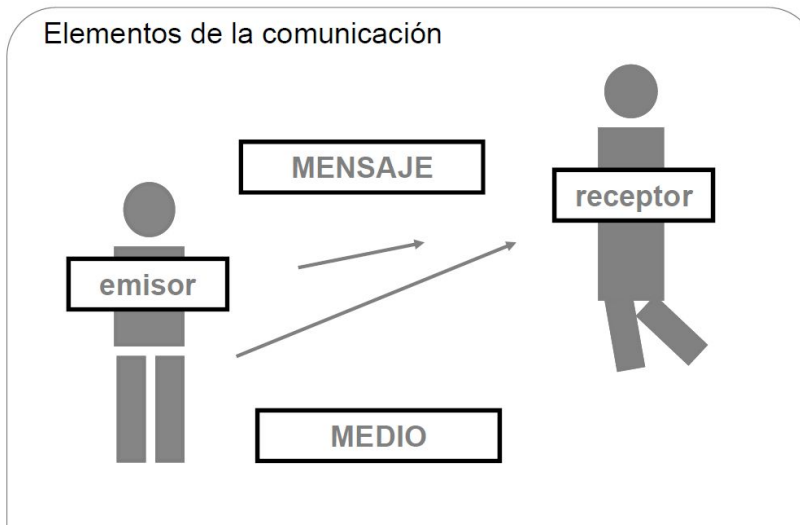 Elementos de la comunicación
MENSAJE
receptor
emisor
MEDIO